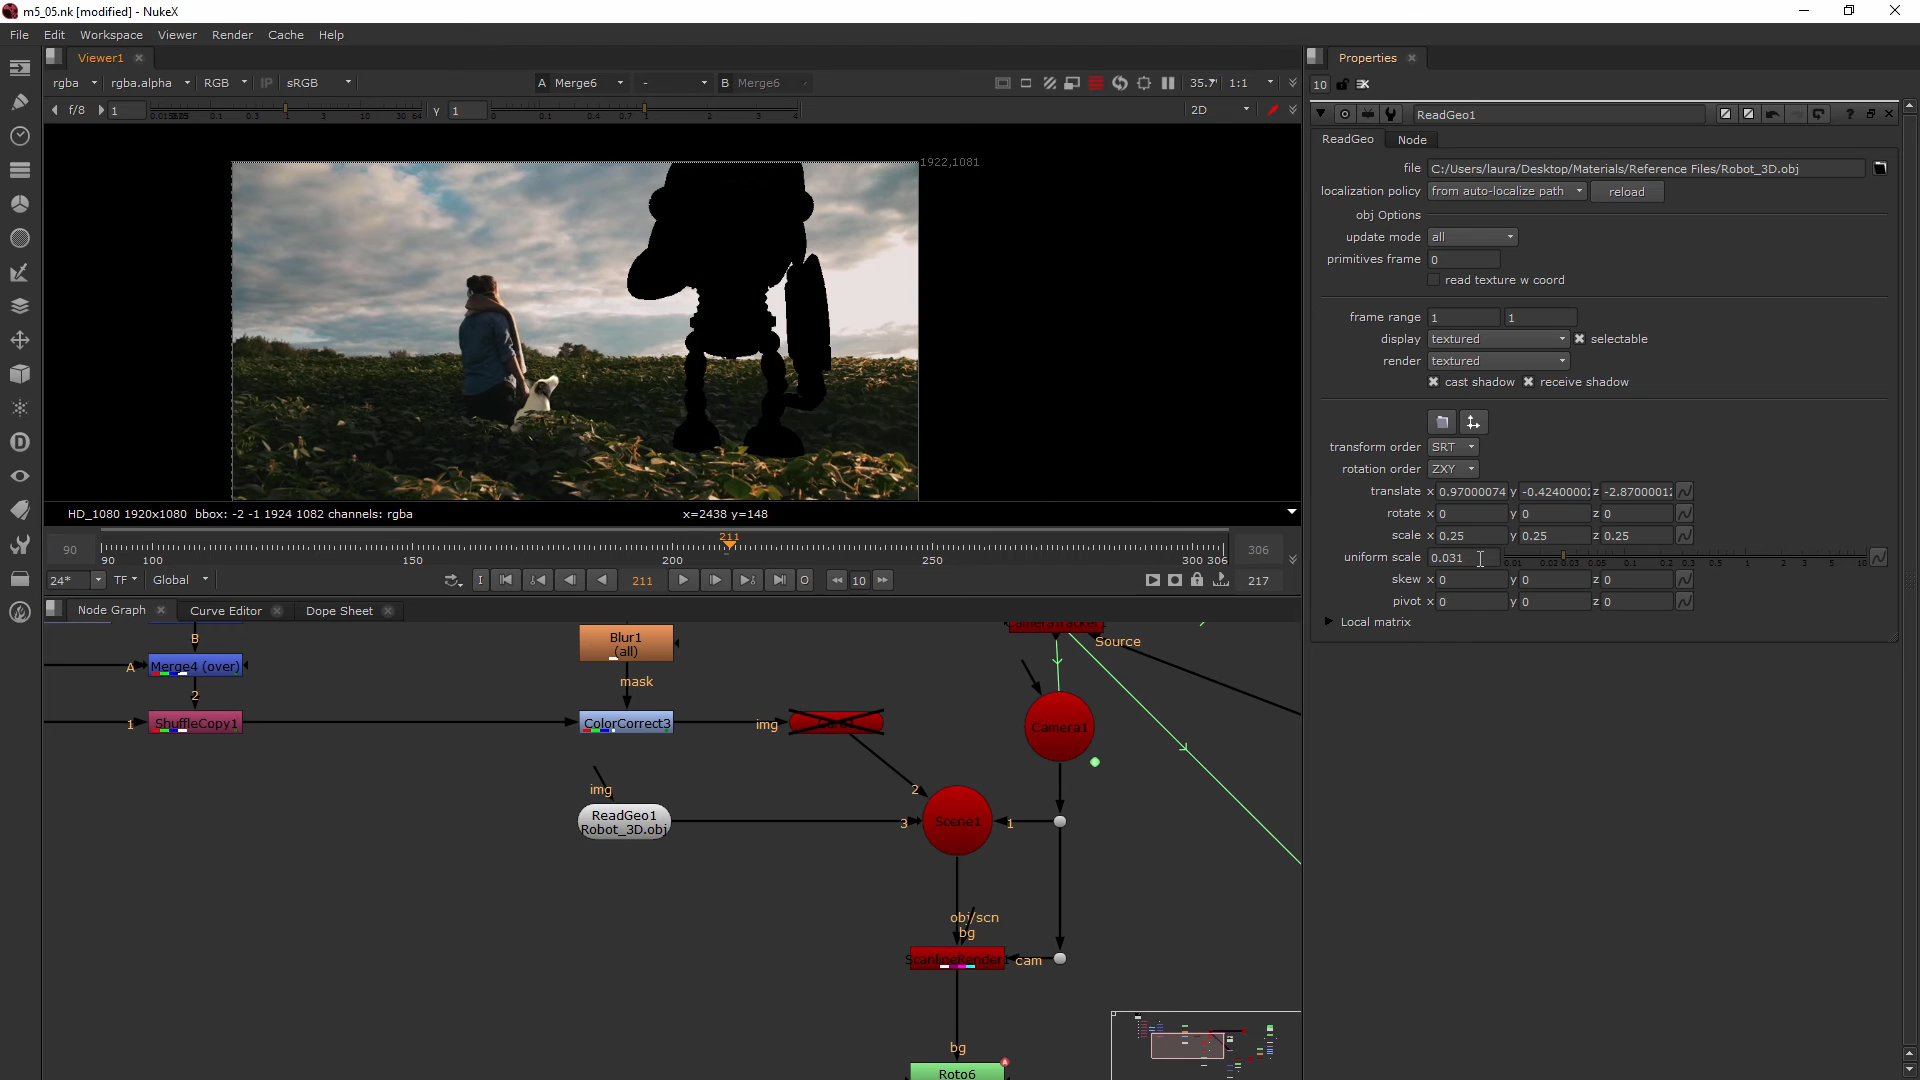 m5_05.nk [modified] - NukeX
File Edit Workspace Viewer Render Cache Help
Viewer1
Properties
rgba rgba.alpha RGB IP sRGB A Merge6 - B Merge6 35.7 1:1
10
f/8 1 Y 1 2D
ReadGeo1
ReadGeo Node
1922,1081
file C:/Users/laura/Desktop/Materials/Reference Files/Robot_3D.obj
localization policy from auto-localize path reload
obj Options
update mode all
primitives frame 0
read texture w coord
frame range 1 1
display textured selectable
render textured
cast shadow receive shadow
transform order SRT
rotation order ZXY
translate x 0.97000074 y -0.4240000 z -2.8700001
rotate x 0 y 0 z 0
scale x 0.25 y 0.25 z 0.25
uniform scale 0.031
skew x 0 y 0 z 0
pivot x 0 y 0 z 0
Local matrix
HD_1080 1920x1080 bbox: -2 -1 1924 1082 channels: rgba x=2438 y=148
211
90 306
90 100 150 200 250 300 306
24* TF Global I 211 O 10 217
Node Graph Curve Editor Dope Sheet
B
Blur1
(all)
Source
A Merge4 (over)
mask
2
1 ShuffleCopy1
ColorCorrect3
img
Camera1
img
2
ReadGeo1
Robot_3D.obj
3 Scene1 1
obj/scn
bg
ScanlineRender1 cam
bg
Roto6